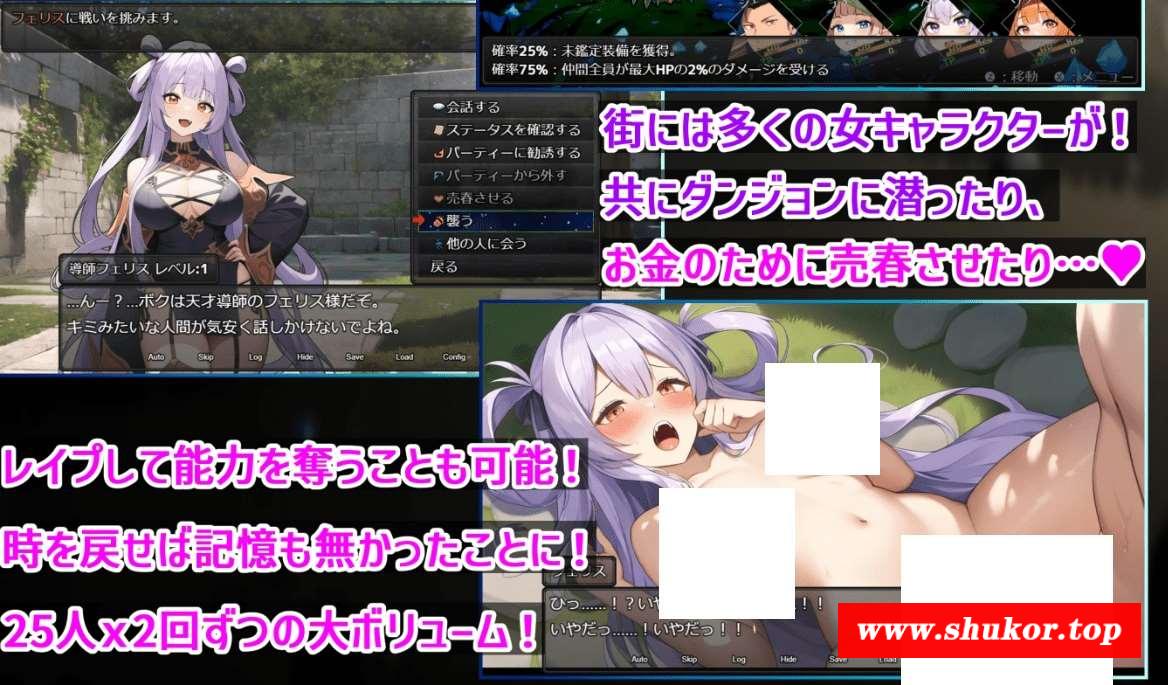 フェリスに戦いを挑みます。
確率25%：未鑑定装備を獲得。
確率75%：仲間全員が最大HPの2%のダメージを受ける
Z：移動 X：メニュー
会話する
ステータスを確認する
パーティーに勧誘する
パーティーから外す
売春させる
襲う
他の人に会う
戻る
街には多くの女キャラクターが！
共にダンジョンに潜ったり、
お金のために売春させたり…♥
導師フェリス レベル:1
…んー？…ボクは天才導師のフェリス様だぞ。
キミみたいな人間が気安く話しかけないでよね。
Auto Skip Log Hide Save Load Config
レイプして能力を奪うことも可能！
時を戻せば記憶も無かったことに！
25人x2回ずつの大ボリューム！
フェリス
ひっ……！？いや
！！
いやだっ……！いやだっ！！
Auto Skip Log Hide Save Load
www.shukor.top